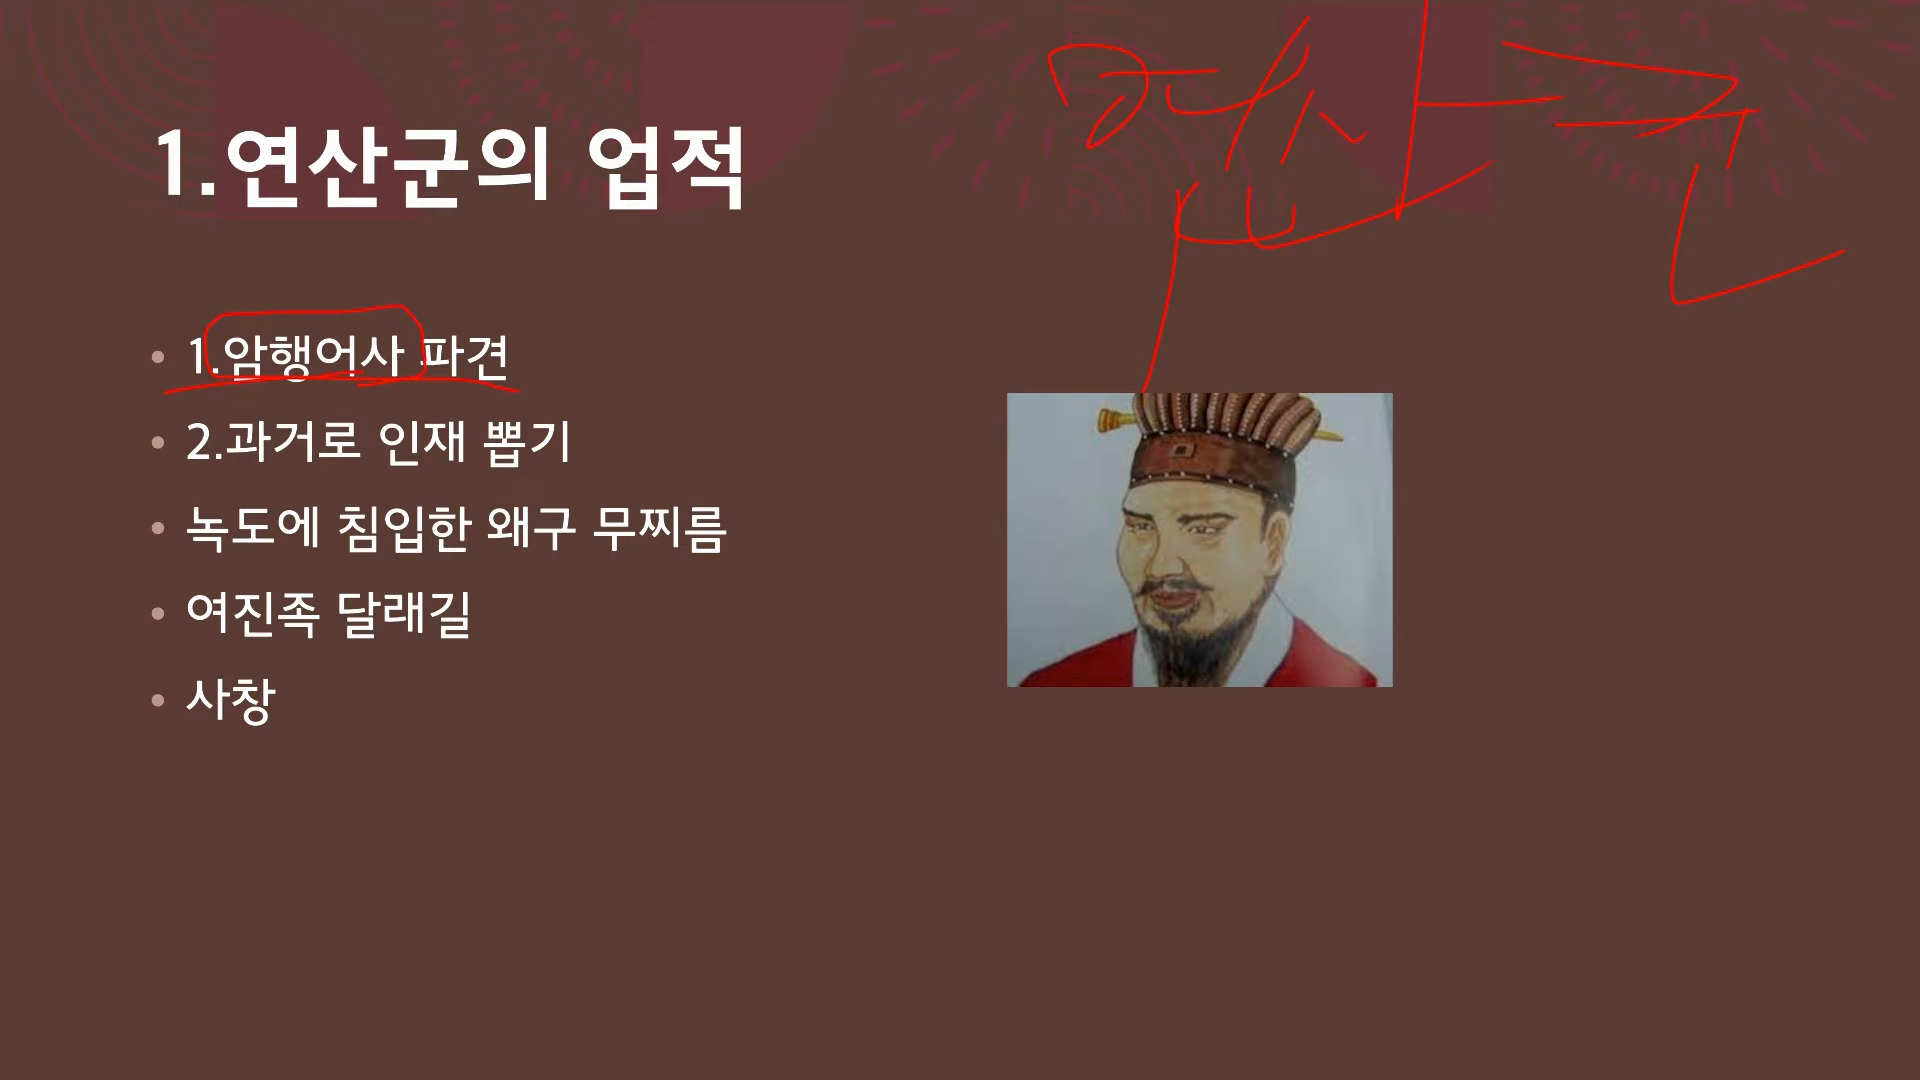 1.연산군의 업적
1.암행어사 파견
2.과거로 인재 뽑기
녹도에 침입한 왜구 무찌름
여진족 달래길
사창